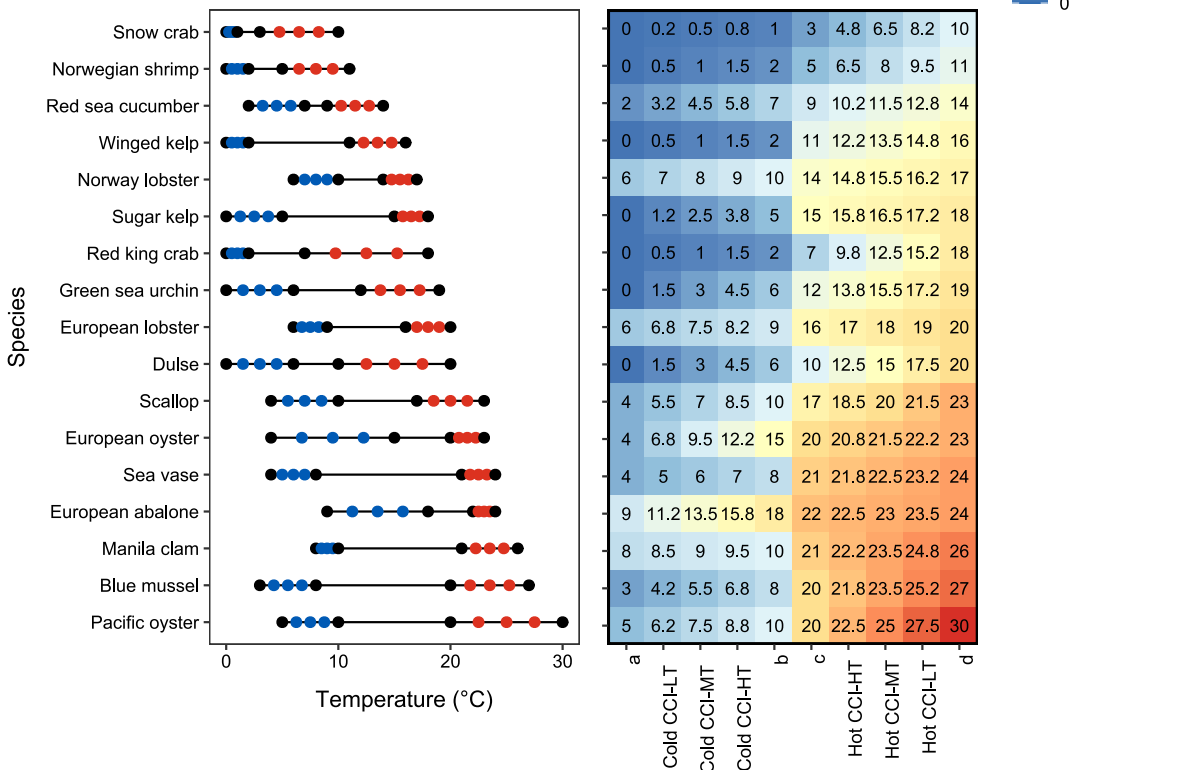 0
Species
Snow crab 0 0.2 0.5 0.8 1 3 4.8 6.5 8.2 10
Norwegian shrimp 0 0.5 1 1.5 2 5 6.5 8 9.5 11
Red sea cucumber 2 3.2 4.5 5.8 7 9 10.2 11.5 12.8 14
Winged kelp 0 0.5 1 1.5 2 11 12.2 13.5 14.8 16
Norway lobster 6 7 8 9 10 14 14.8 15.5 16.2 17
Sugar kelp 0 1.2 2.5 3.8 5 15 15.8 16.5 17.2 18
Red king crab 0 0.5 1 1.5 2 7 9.8 12.5 15.2 18
Green sea urchin 0 1.5 3 4.5 6 12 13.8 15.5 17.2 19
European lobster 6 6.8 7.5 8.2 9 16 17 18 19 20
Dulse 0 1.5 3 4.5 6 10 12.5 15 17.5 20
Scallop 4 5.5 7 8.5 10 17 18.5 20 21.5 23
European oyster 4 6.8 9.5 12.2 15 20 20.8 21.5 22.2 23
Sea vase 4 5 6 7 8 21 21.8 22.5 23.2 24
European abalone 9 11.2 13.5 15.8 18 22 22.5 23 23.5 24
Manila clam 8 8.5 9 9.5 10 21 22.2 23.5 24.8 26
Blue mussel 3 4.2 5.5 6.8 8 20 21.8 23.5 25.2 27
Pacific oyster 5 6.2 7.5 8.8 10 20 22.5 25 27.5 30
0 10 20 30
Temperature (°C)
a
Cold CCI-LT
Cold CCI-MT
Cold CCI-HT
b
c
Hot CCI-HT
Hot CCI-MT
Hot CCI-LT
d